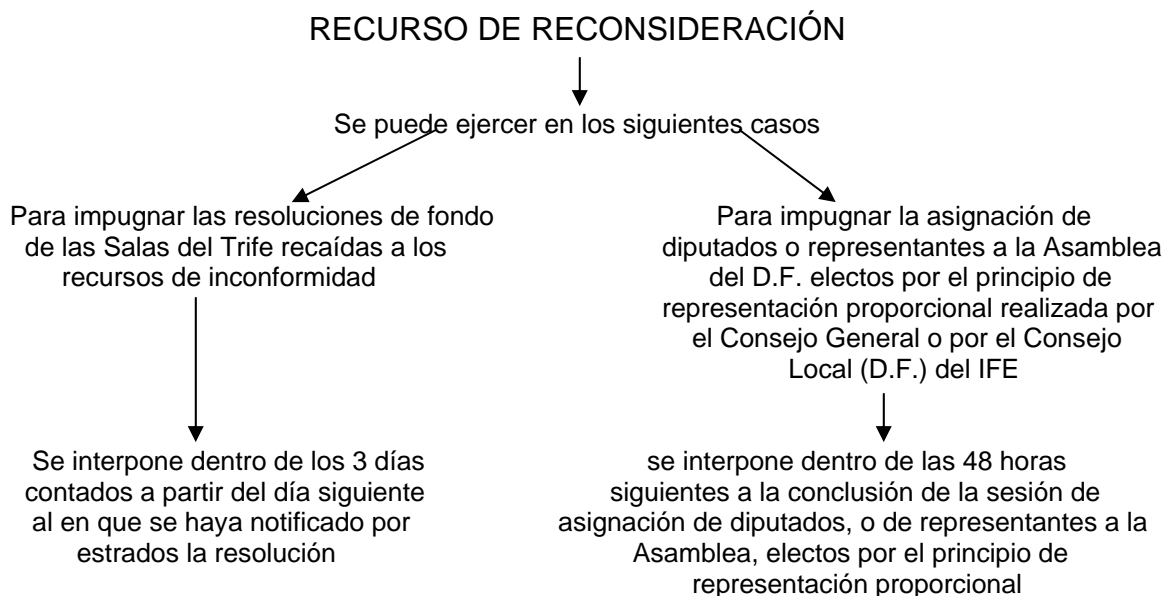 RECURSO DE RECONSIDERACIÓN
Se puede ejercer en los siguientes casos
Para impugnar las resoluciones de fondo
de las Salas del Trife recaídas a los
recursos de inconformidad
Se interpone dentro de los 3 días
contados a partir del día siguiente
al en que se haya notificado por
estrados la resolución
Para impugnar la asignación de
diputados o representantes a la Asamblea
del D.F. electos por el principio de
representación proporcional realizada por
el Consejo General o por el Consejo
Local (D.F.) del IFE
se interpone dentro de las 48 horas
siguientes a la conclusión de la sesión de
asignación de diputados, o de representantes a la
Asamblea, electos por el principio de
representación proporcional